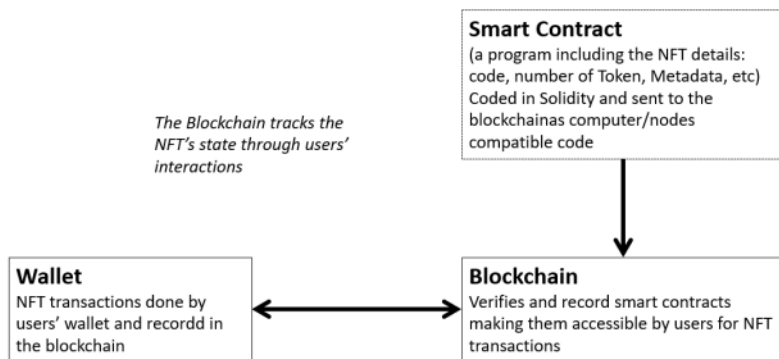 Smart Contract
(a program including the NFT details:
code, number of Token, Metadata, etc)
Coded in Solidity and sent to the
blockchainas computer/nodes
compatible code
The Blockchain tracks the
NFT's state through users'
interactions
Wallet
NFT transactions done by
users' wallet and recordd in
the blockchain
Blockchain
Verifies and record smart contracts
making them accessible by users for NFT
transactions